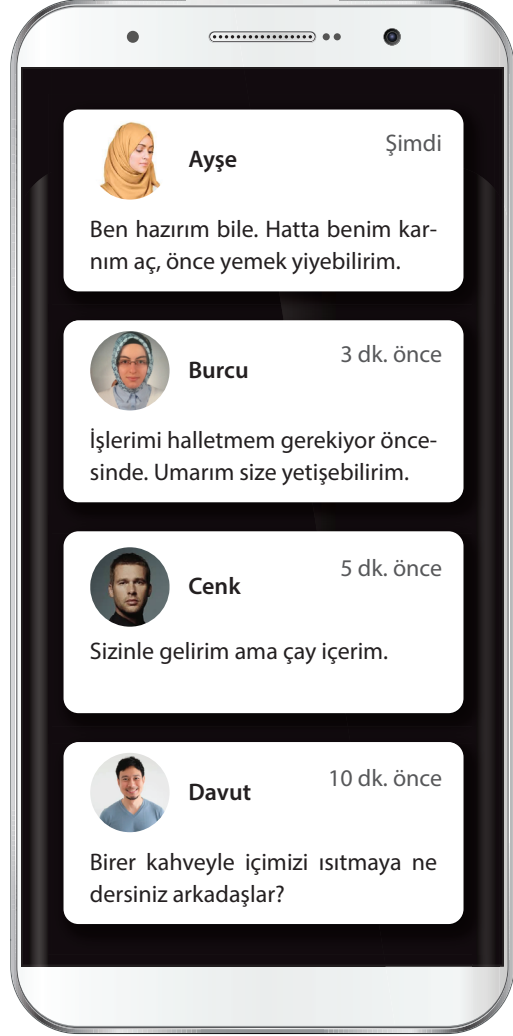 Ayşe
Şimdi
Ben hazırım bile. Hatta benim kar-
nım aç, önce yemek yiyebilirim.
Burcu
3 dk. önce
İşlerimi halletmem gerekiyor önce-
sinde. Umarım size yetişebilirim.
Cenk
5 dk. önce
Sizinle gelirim ama çay içerim.
Davut
10 dk. önce
Birer kahveyle içimizi ısıtmaya ne
dersiniz arkadaşlar?